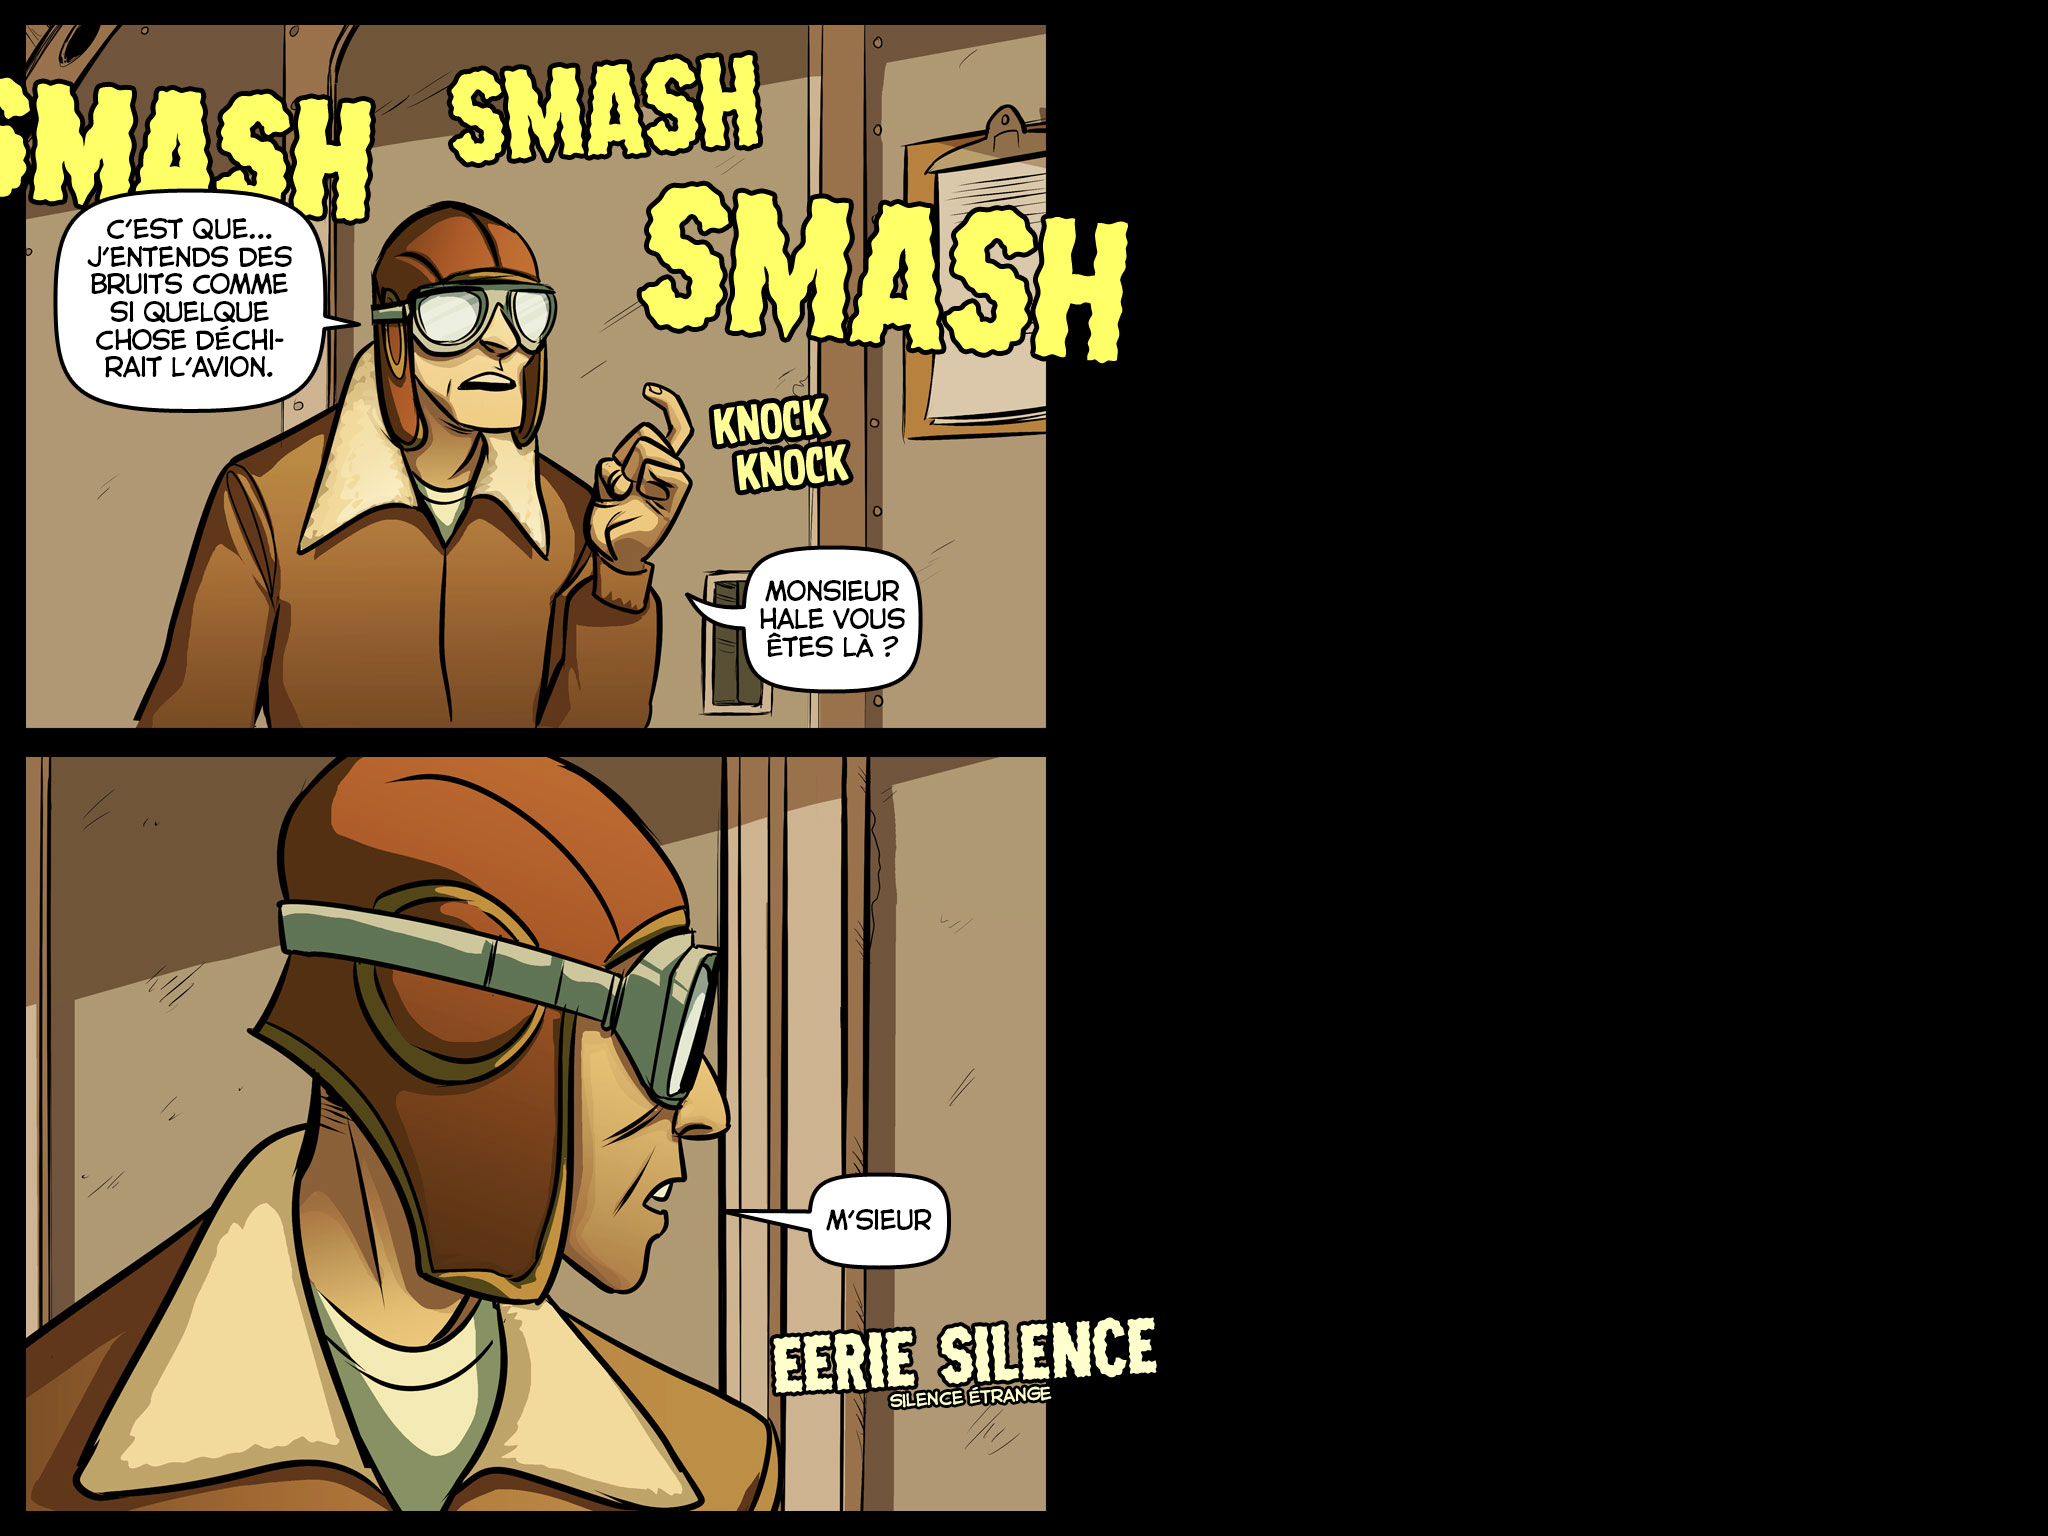 SMASH
SMASH
SMASH
C'EST QUE...
J'ENTENDS DES
BRUITS COMME
SI QUELQUE
CHOSE DÉCHI-
RAIT L'AVION.
KNOCK
KNOCK
MONSIEUR
HALE VOUS
ÊTES LÀ ?
M'SIEUR
EERIE SILENCE
SILENCE ÉTRANGE